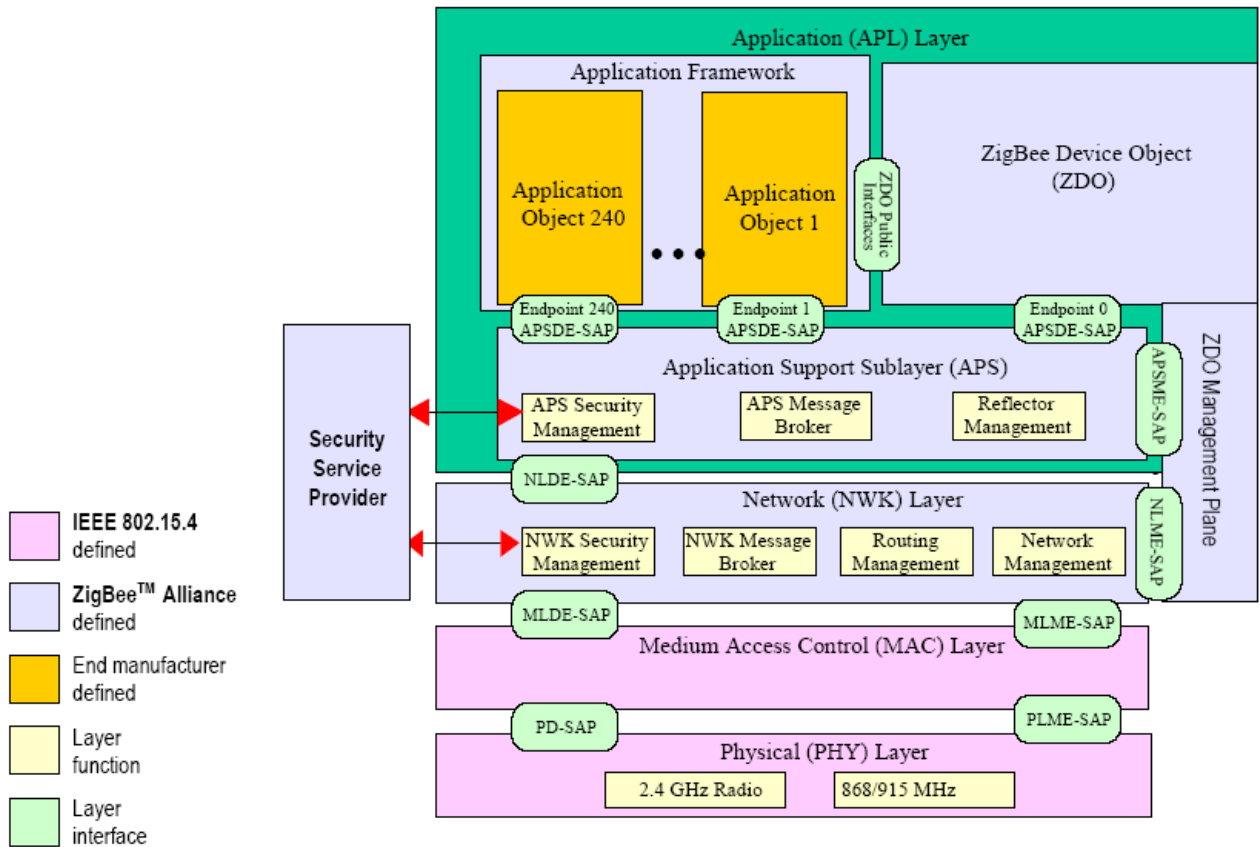 Application (APL) Layer
Application Framework
Application
Object 240
Application
Object 1
ZDO Public
Interfaces
ZigBee Device Object
(ZDO)
Endpoint 240
APSDE-SAP
Endpoint 1
APSDE-SAP
Endpoint 0
APSDE-SAP
Application Support Sublayer (APS)
APS Security
Management
APS Message
Broker
Reflector
Management
APSME-SAP
ZDO Management Plane
Security
Service
Provider
NLDE-SAP
Network (NWK) Layer
NWK Security
Management
NWK Message
Broker
Routing
Management
Network
Management
NLME-SAP
MLDE-SAP
MLME-SAP
Medium Access Control (MAC) Layer
PD-SAP
PLME-SAP
Physical (PHY) Layer
2.4 GHz Radio
868/915 MHz
IEEE 802.15.4
defined
ZigBee™ Alliance
defined
End manufacturer
defined
Layer
function
Layer
interface